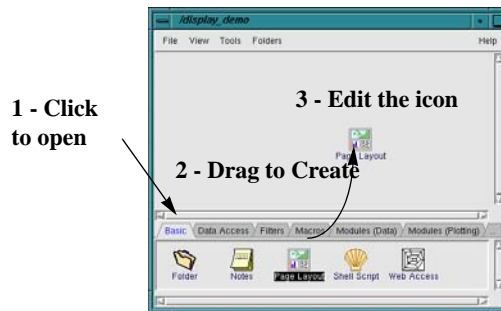 /display_demo
File View Tools Folders Help
1 - Click
to open
3 - Edit the icon
Page Layout
2 - Drag to Create
Basic Data Access Filters Macros Modules (Data) Modules (Plotting) ...
Folder Notes Page Layout Shell Script Web Access